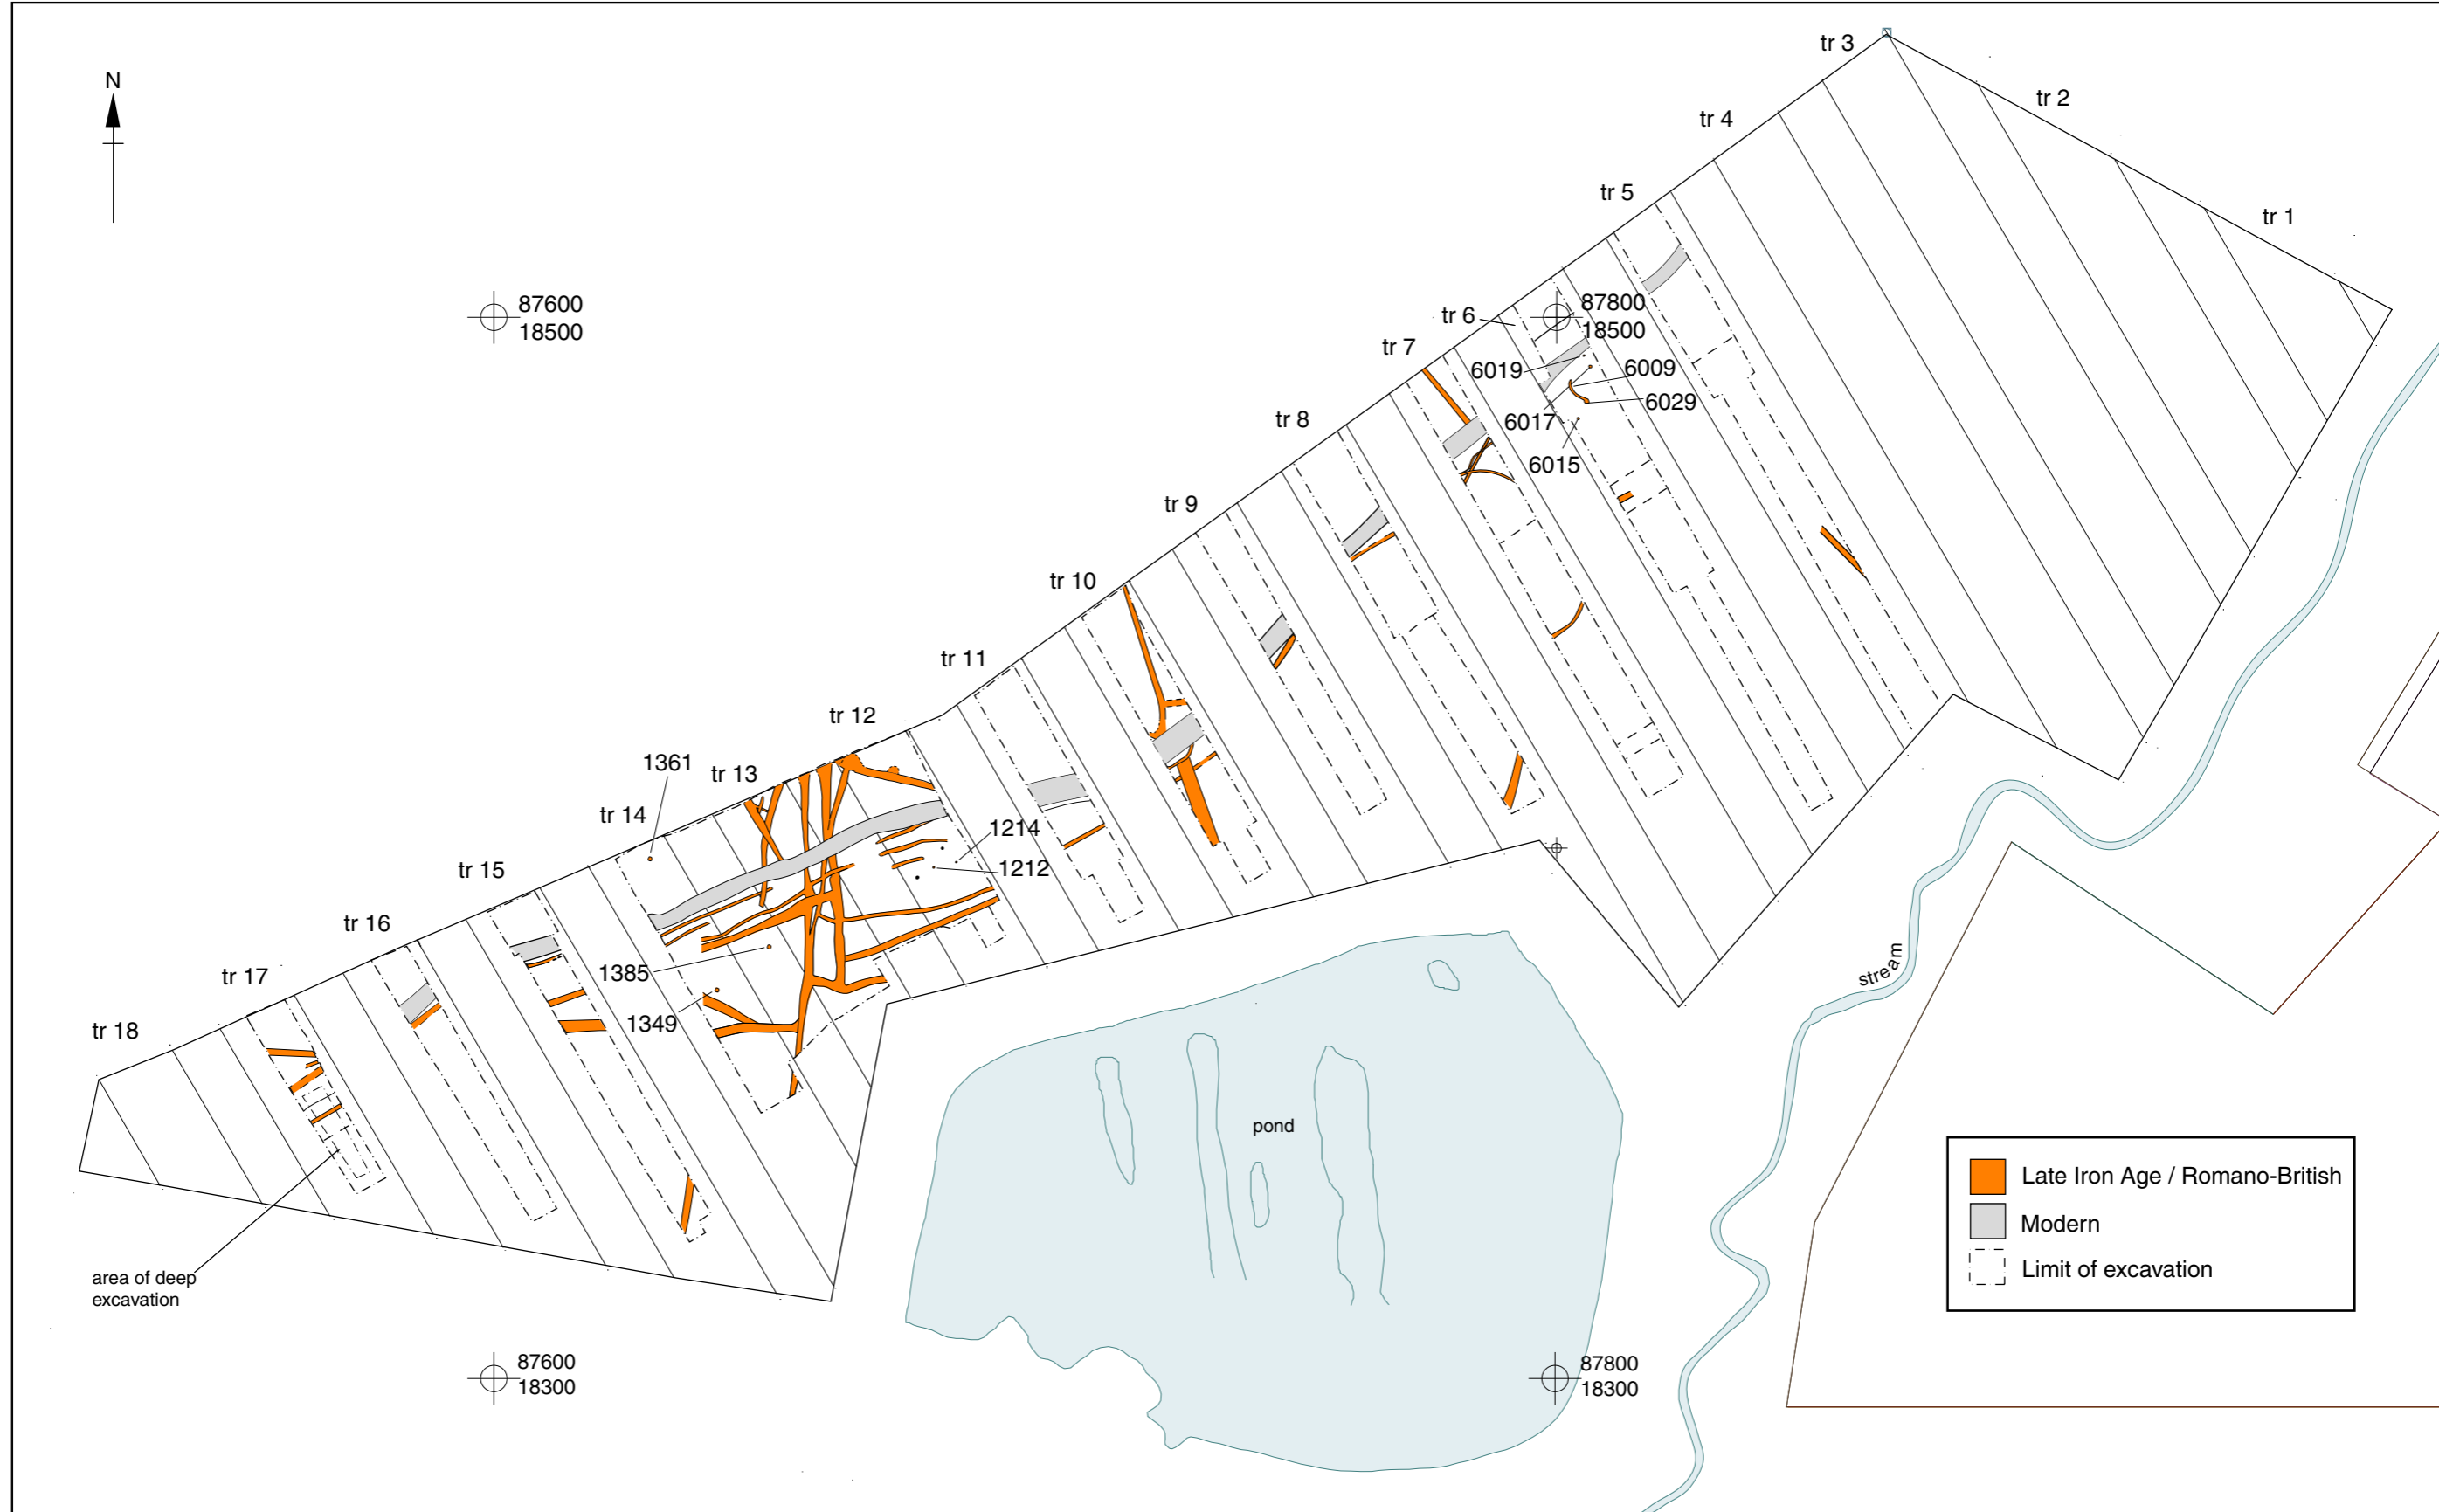 N
tr 3
tr 2
tr 4
tr 5
tr 1
87600
18500
87800
18500
tr 6
tr 7
6019
6009
6029
6017
6015
tr 8
tr 9
tr 10
tr 11
tr 12
1361
tr 13
tr 14
1214
1212
tr 15
tr 16
1385
1349
tr 17
tr 18
stream
pond
area of deep
excavation
Late Iron Age / Romano-British
Modern
Limit of excavation
87600
18300
87800
18300